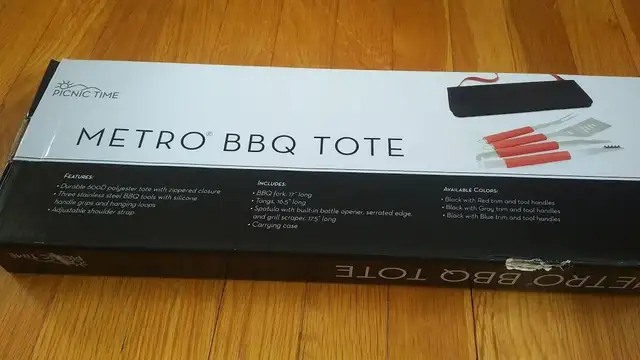 PICNIC TIME
METRO® BBQ TOTE
FEATURES:
• Durable 600D polyester tote with zippered closure
• Three stainless steel BBQ tools with silicone
handle grips and hanging loops
• Adjustable shoulder strap
INCLUDES:
• BBQ fork, 17" long
• Tongs, 16.5" long
• Spatula with built-in bottle opener, serrated edge,
and grill scraper, 17.5" long
• Carrying case
AVAILABLE COLORS:
• Black with Red trim and tool handles
• Black with Gray trim and tool handles
• Black with Blue trim and tool handles
METRO® BBQ TOTE
TIME